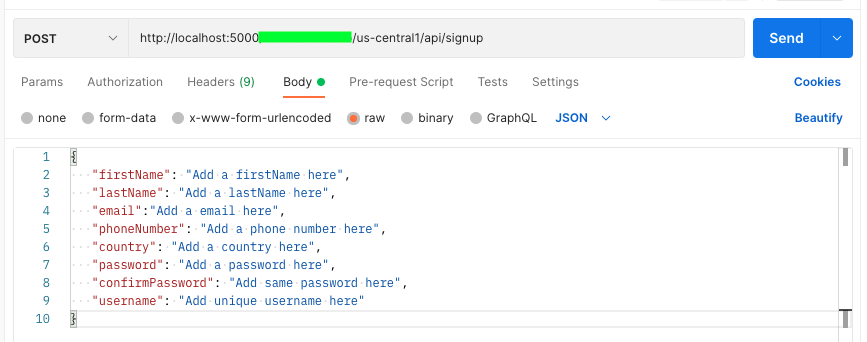 POST http://localhost:5000/ /us-central1/api/signup Send
Params Authorization Headers (9) Body Pre-request Script Tests Settings Cookies
none form-data x-www-form-urlencoded raw binary GraphQL JSON Beautify
1 {
2 "firstName": "Add a firstName here",
3 "lastName": "Add a lastName here",
4 "email":"Add a email here",
5 "phoneNumber": "Add a phone number here",
6 "country": "Add a country here",
7 "password": "Add a password here",
8 "confirmPassword": "Add same password here",
9 "username": "Add unique username here"
10 }